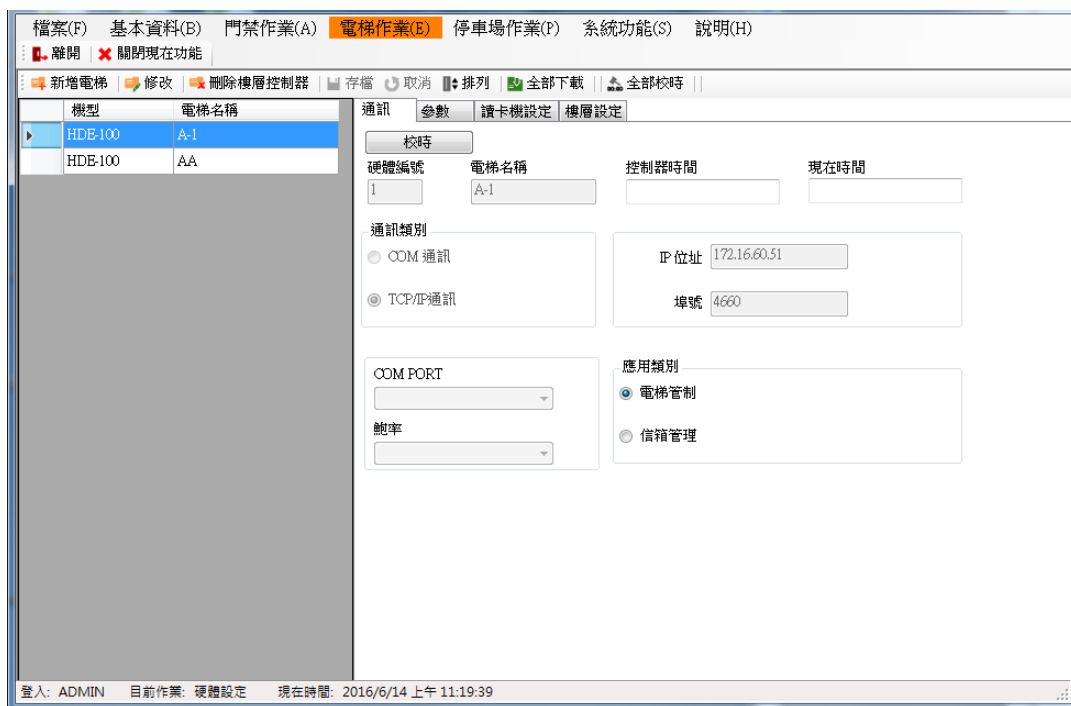 檔案(F) 基本資料(B) 門禁作業(A) 電梯作業(E) 停車場作業(P) 系統功能(S) 說明(H)
離開 關閉現在功能
新增電梯 修改 刪除樓層控制器 存檔 取消 排列 全部下載 全部校時
機型 電梯名稱
HDE-100 A-1
HDE-100 AA
通訊 參數 讀卡機設定 樓層設定
校時
硬體編號 電梯名稱 控制器時間 現在時間
1 A-1
通訊類別
COM 通訊
TCP/IP通訊
IP 位址 172.16.60.51
埠號 4660
COM PORT
鮑率
應用類別
電梯管制
信箱管理
登入: ADMIN 目前作業: 硬體設定 現在時間: 2016/6/14 上午 11:19:39